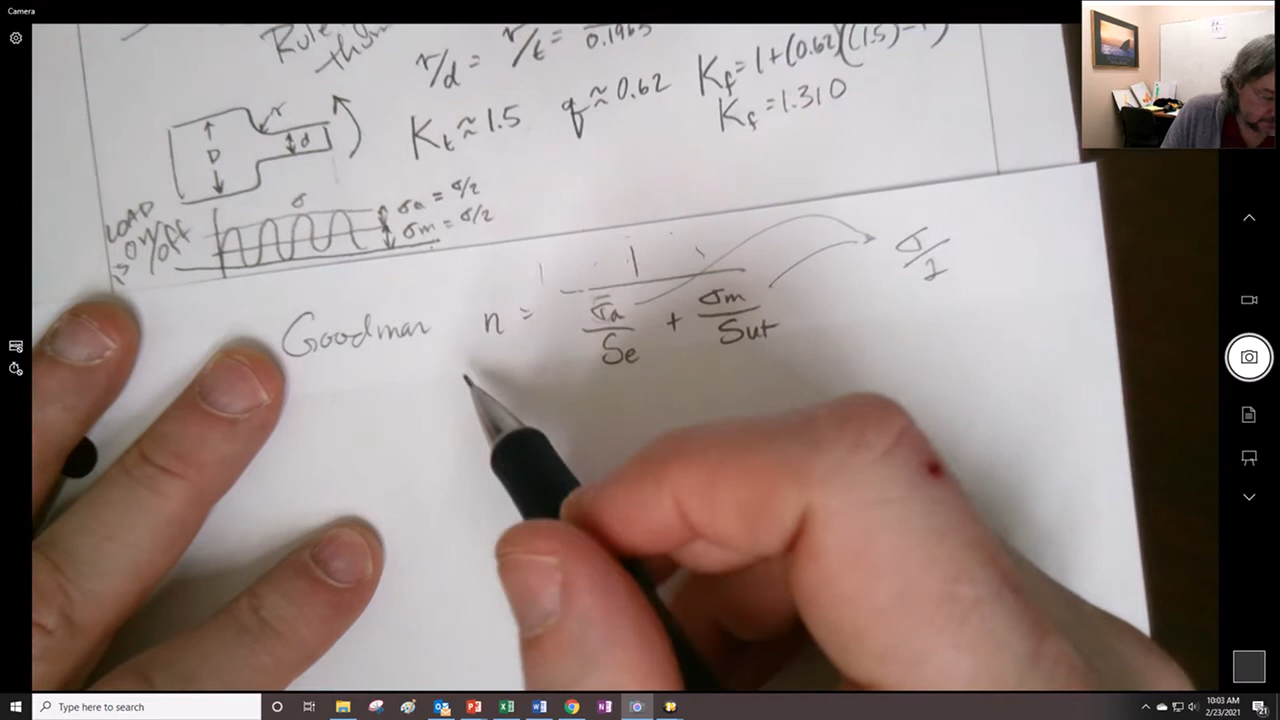 Camera
Rule
r/d = r/t =
D
r
d
Kt ≈ 1.5
q ≈ 0.62
Kf = 1+(0.62)(1.5)-1)
Kf = 1.310
LOAD
on/off
σ
σa = σ/2
σm = σ/2
Goodman n = 1
σa/Se + σm/Sut
σ/2
Type here to search
10:03 AM
2/23/2021
21